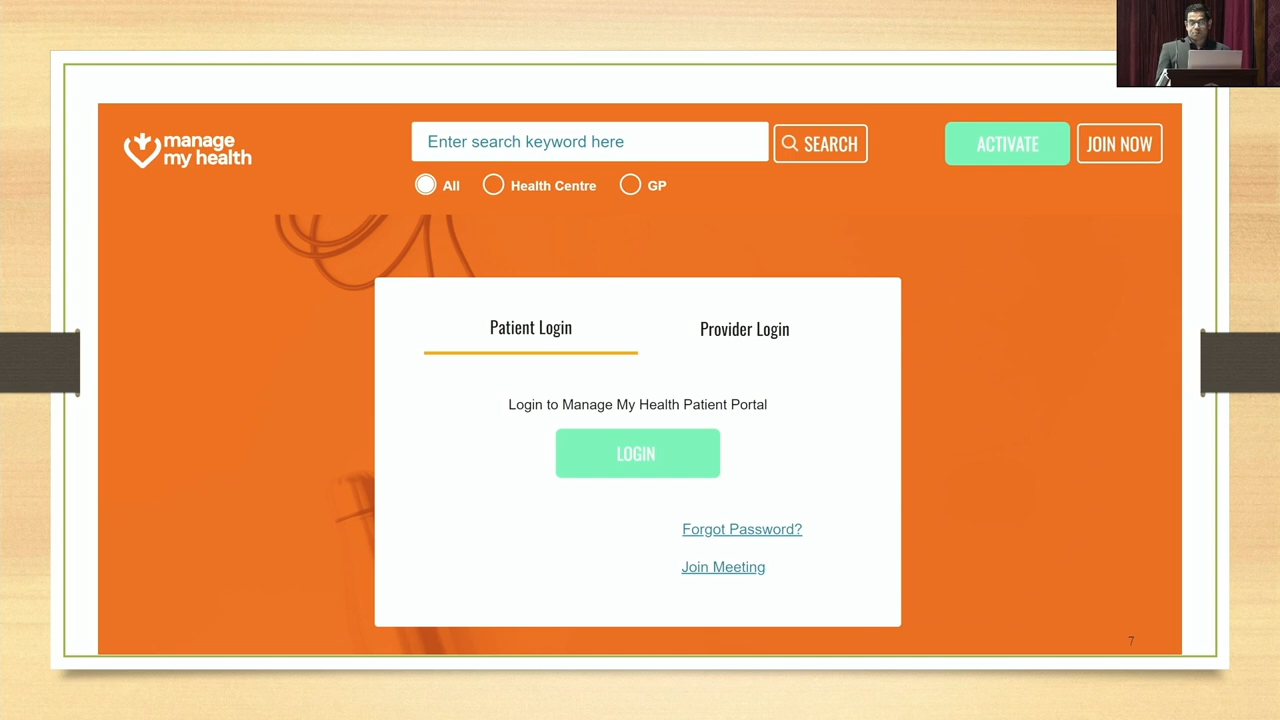 manage
my health
Enter search keyword here
SEARCH
ACTIVATE
JOIN NOW
All
Health Centre
GP
Patient Login
Provider Login
Login to Manage My Health Patient Portal
LOGIN
Forgot Password?
Join Meeting
7